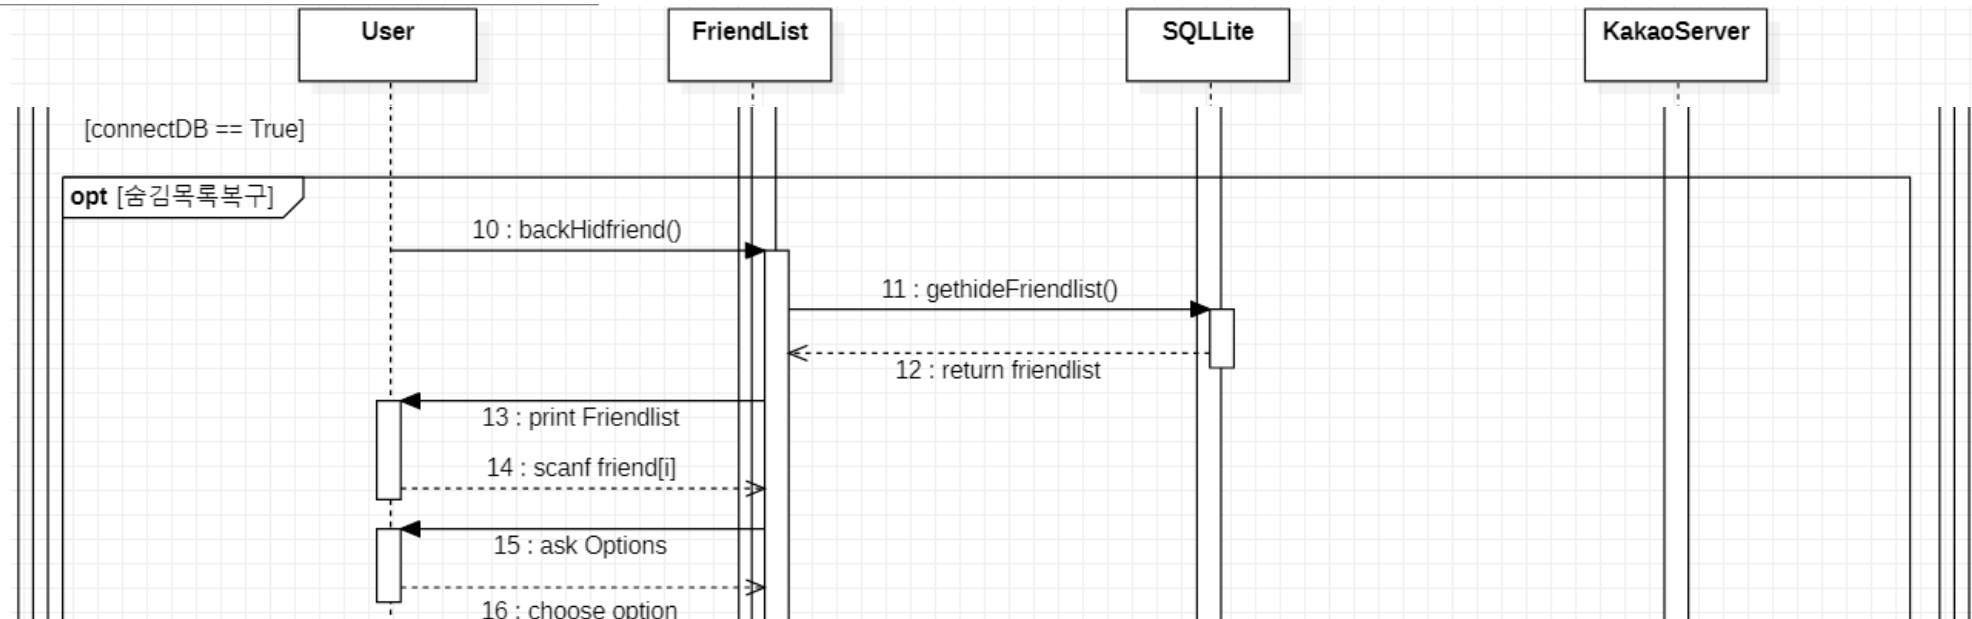 User
FriendList
SQLLite
KakaoServer
[connectDB == True]
opt [숨김목록복구]
10 : backHidfriend()
11 : gethideFriendlist()
12 : return friendlist
13 : print Friendlist
14 : scanf friend[i]
15 : ask Options
16 : choose option